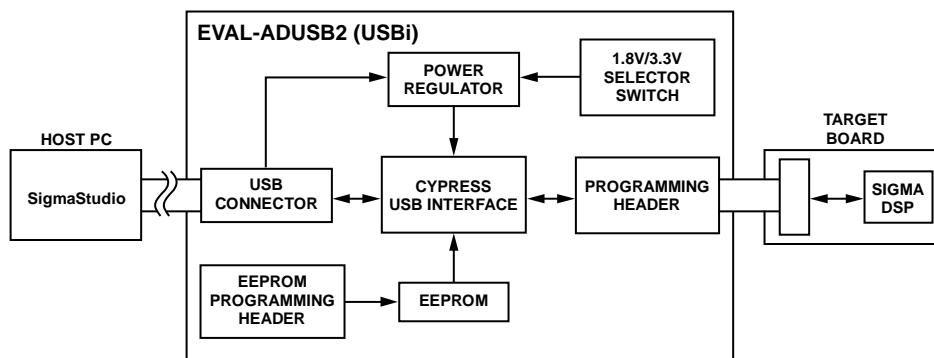 EVAL-ADUSB2 (USBi)
POWER
REGULATOR
1.8V/3.3V
SELECTOR
SWITCH
HOST PC
SigmaStudio
USB
CONNECTOR
CYPRESS
USB INTERFACE
PROGRAMMING
HEADER
TARGET
BOARD
SIGMA
DSP
EEPROM
PROGRAMMING
HEADER
EEPROM